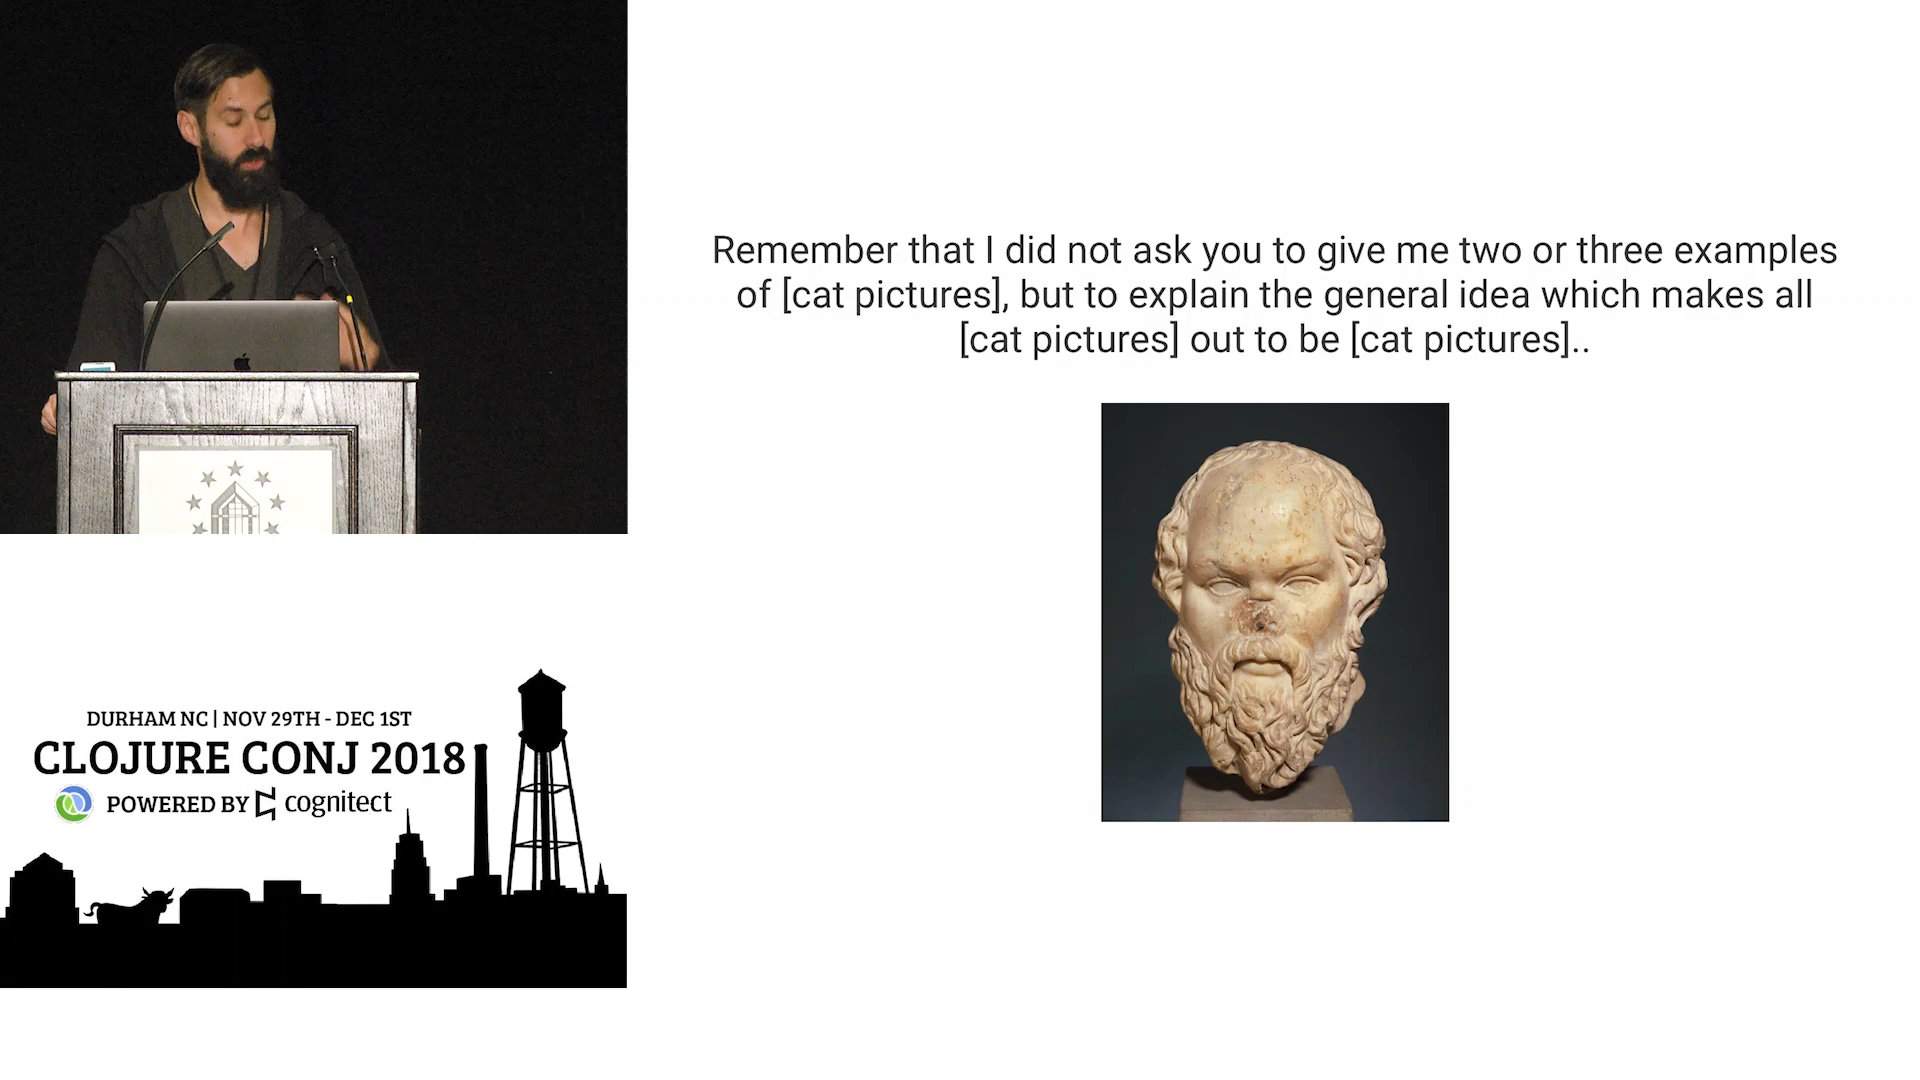 Remember that I did not ask you to give me two or three examples
of [cat pictures], but to explain the general idea which makes all
[cat pictures] out to be [cat pictures]..
DURHAM NC | NOV 29TH - DEC 1ST
CLOJURE CONJ 2018
POWERED BY cognitect